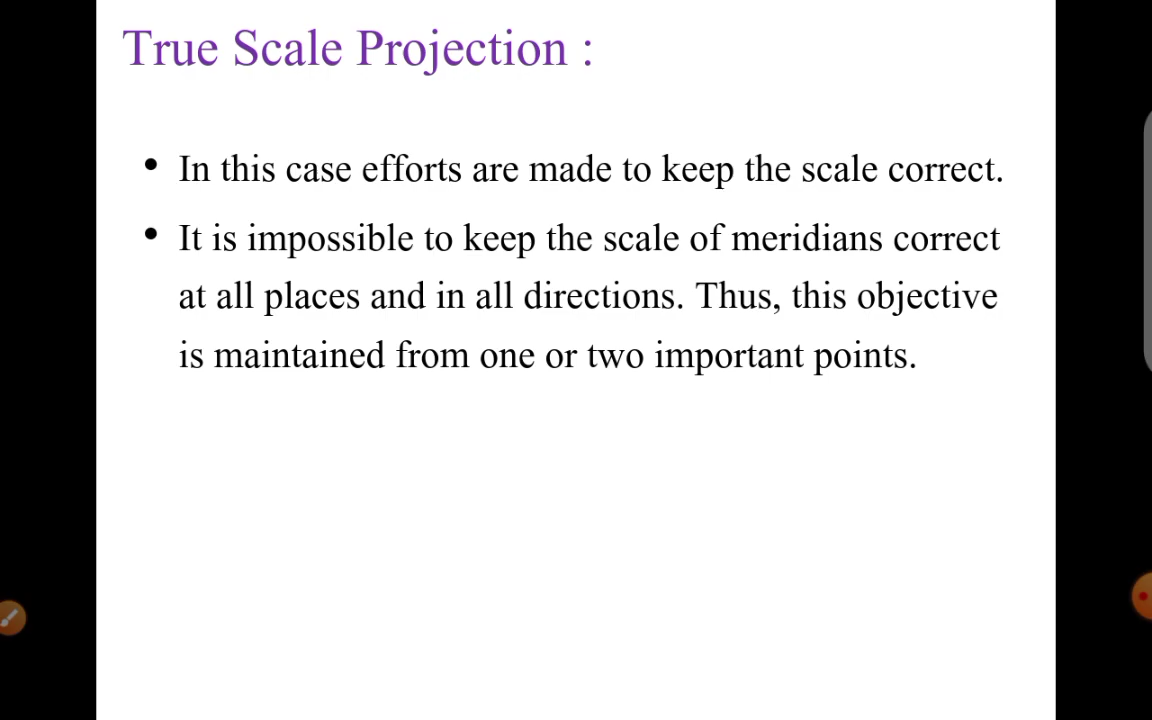 True Scale Projection :
• In this case efforts are made to keep the scale correct.
• It is impossible to keep the scale of meridians correct
at all places and in all directions. Thus, this objective
is maintained from one or two important points.